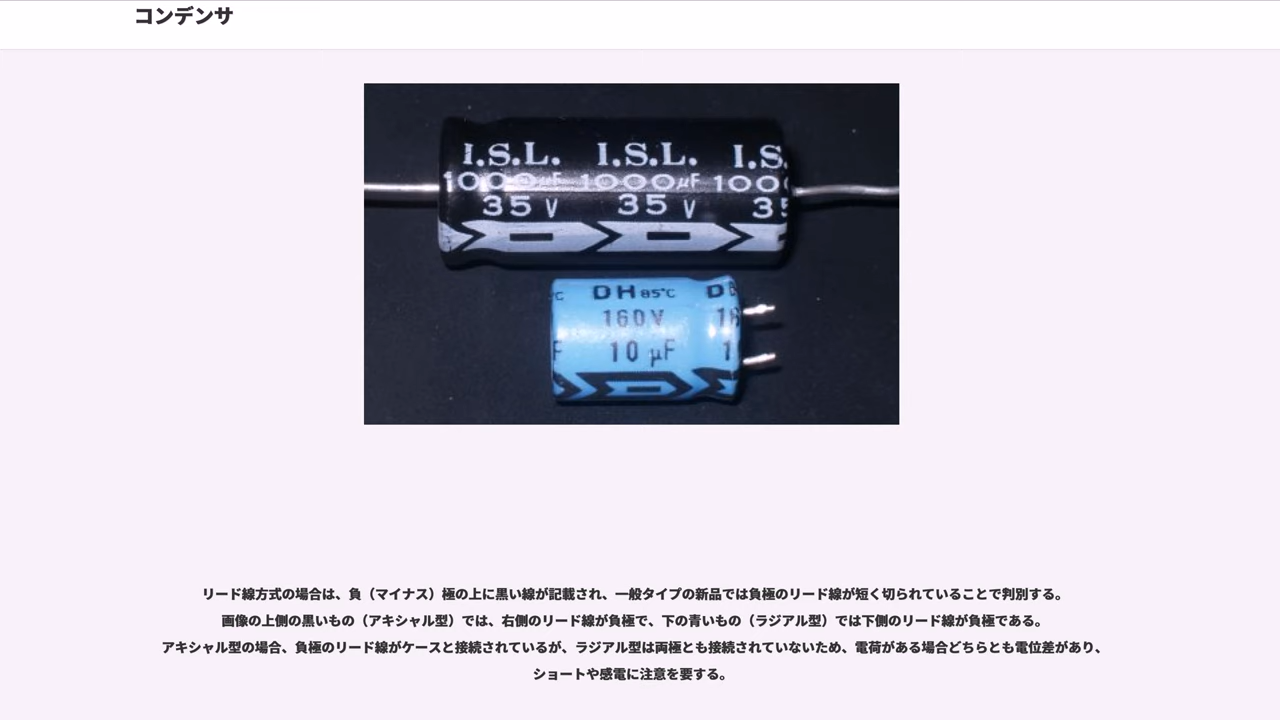 コンデンサ
I.S.L. I.S.L. I.S.
1000μF 1000μF 100
35 V 35 V 35
DH 85°C D
160V 16
10 μF 1
リード線方式の場合は、負（マイナス）極の上に黒い線が記載され、一般タイプの新品では負極のリード線が短く切られていることで判別する。
画像の上側の黒いもの（アキシャル型）では、右側のリード線が負極で、下の青いもの（ラジアル型）では下側のリード線が負極である。
アキシャル型の場合、負極のリード線がケースと接続されているが、ラジアル型は両極とも接続されていないため、電荷がある場合どちらとも電位差があり、
ショートや感電に注意を要する。